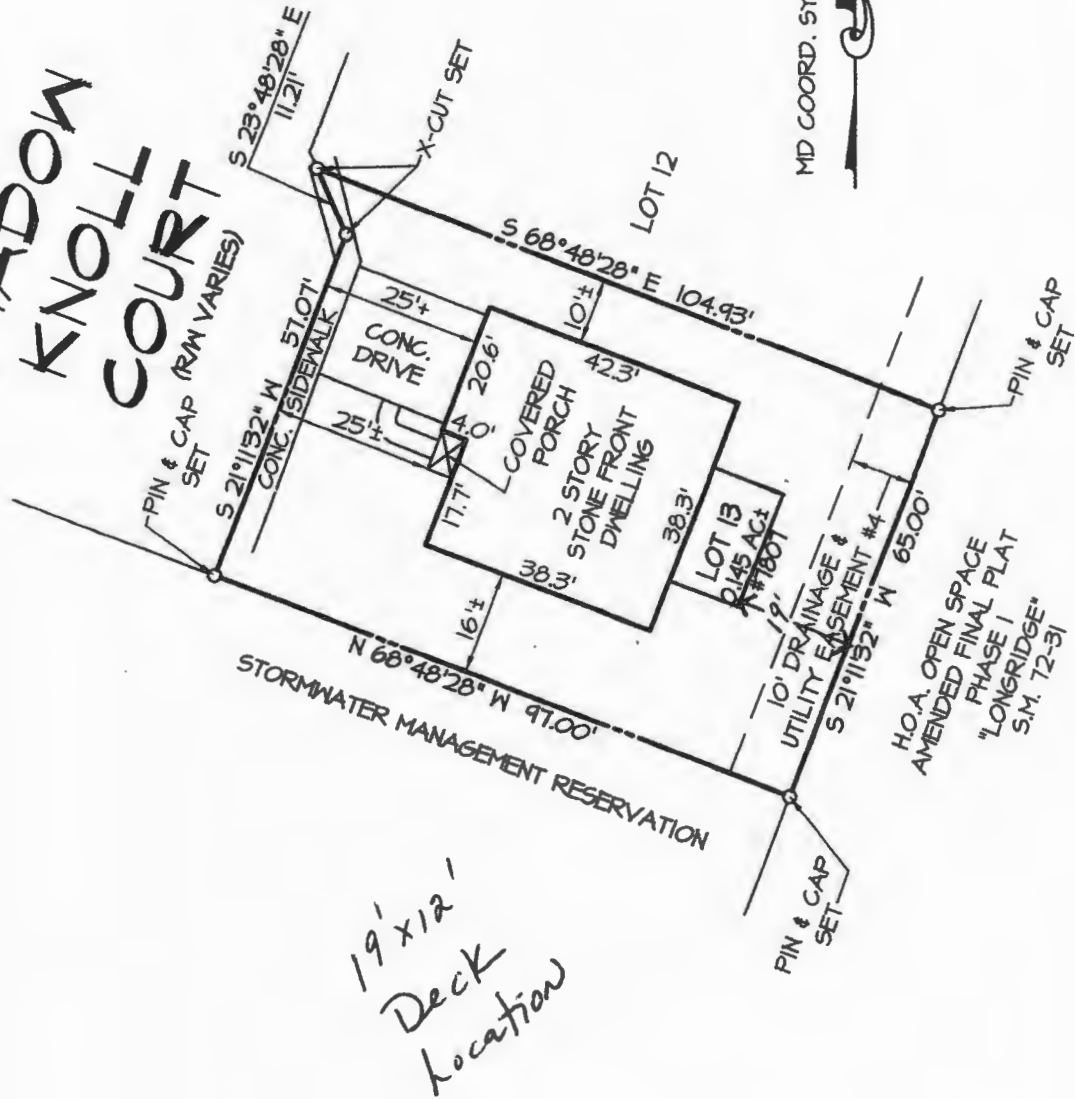 KNOLL
COURT
(R/W VARIES)
PIN & CAP
SET
S 23°48'28" E
11.21'
X-CUT SET
MD COORD.
S 21°11'32" W 57.07'
CONC. SIDEWALK
25'±
CONC.
DRIVE
25'±
20.6'
4.0'
17.7'
COVERED
PORCH
2 STORY
STONE FRONT
DWELLING
42.3'
10'±
S 68°48'28" E 104.93'
LOT 12
38.3'
16'±
38.3'
N 68°48'28" W 97.00'
STORMWATER MANAGEMENT RESERVATION
LOT 13
0.145 AC±
#7807
19'
10' DRAINAGE &
UTILITY EASEMENT #4
S 21°11'32" W 65.00'
PIN & CAP
SET
PIN & CAP
SET
H.O.A. OPEN SPACE
AMENDED FINAL PLAT
PHASE 1
"LONGRIDGE"
S.M. 72-31
19'x12'
Deck
Location